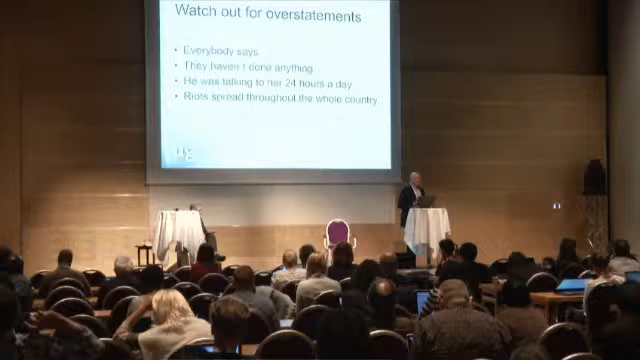 Watch out for overstatements
• Everybody says
• They haven't done anything
• He was talking to her 24 hours a day
• Riots spread throughout the whole country